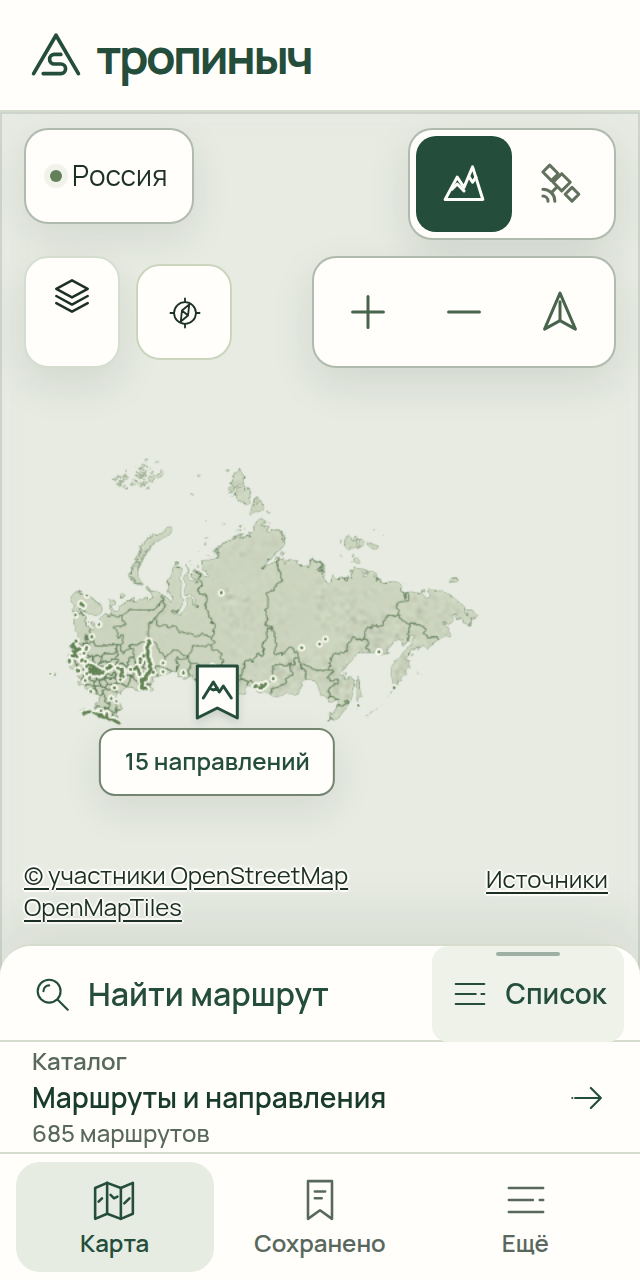 тропиныч
Россия
15 направлений
© участники OpenStreetMap
OpenMapTiles
Источники
Найти маршрут
Список
Каталог
Маршруты и направления
685 маршрутов
Карта
Сохранено
Ещё